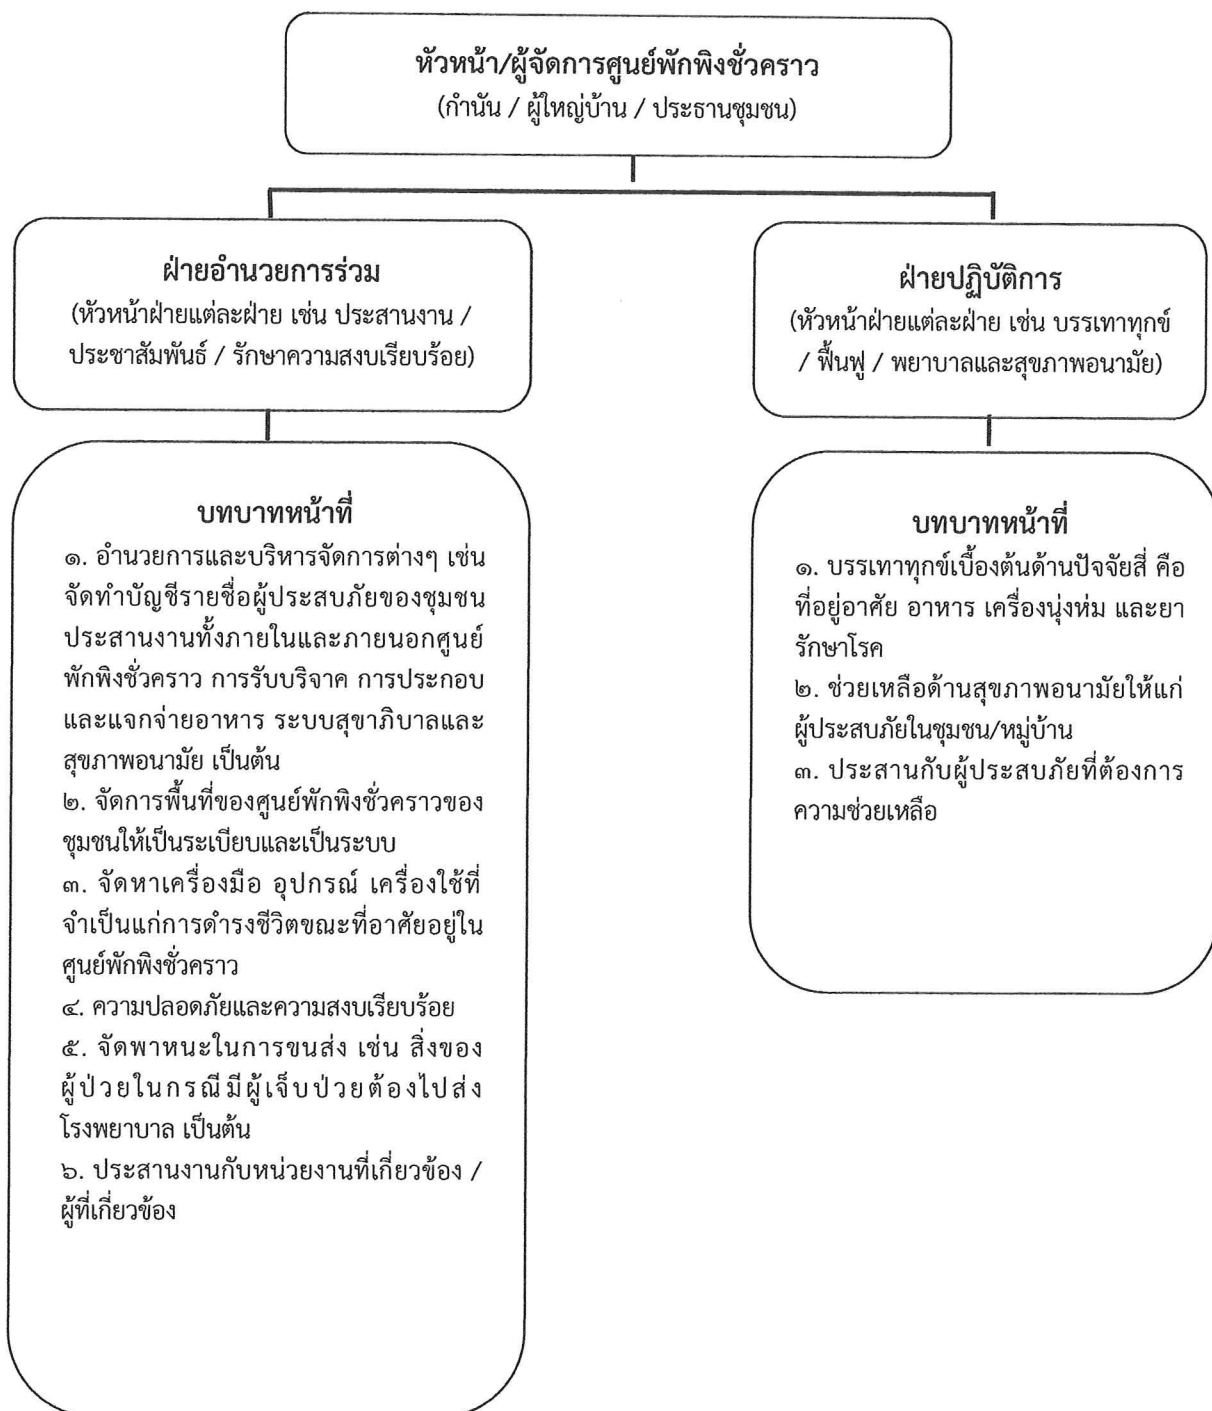 หัวหน้า/ผู้จัดการศูนย์พักพิงชั่วคราว
(กำนัน / ผู้ใหญ่บ้าน / ประธานชุมชน)
ฝ่ายอำนวยการร่วม
(หัวหน้าฝ่ายแต่ละฝ่าย เช่น ประสานงาน /
ประชาสัมพันธ์ / รักษาความสงบเรียบร้อย)
ฝ่ายปฏิบัติการ
(หัวหน้าฝ่ายแต่ละฝ่าย เช่น บรรเทาทุกข์
/ ฟื้นฟู / พยาบาลและสุขภาพอนามัย)
บทบาทหน้าที่
๑. อำนวยการและบริหารจัดการต่างๆ เช่น
จัดทำบัญชีรายชื่อผู้ประสบภัยของชุมชน
ประสานงานทั้งภายในและภายนอกศูนย์
พักพิงชั่วคราว การรับบริจาค การประกอบ
และแจกจ่ายอาหาร ระบบสุขาภิบาลและ
สุขภาพอนามัย เป็นต้น
๒. จัดการพื้นที่ของศูนย์พักพิงชั่วคราวของ
ชุมชนให้เป็นระเบียบและเป็นระบบ
๓. จัดหาเครื่องมือ อุปกรณ์ เครื่องใช้ที่
จำเป็นแก่การดำรงชีวิตขณะที่อาศัยอยู่ใน
ศูนย์พักพิงชั่วคราว
๔. ความปลอดภัยและความสงบเรียบร้อย
๕. จัดพาหนะในการขนส่ง เช่น สิ่งของ
ผู้ป่วยในกรณีมีผู้เจ็บป่วยต้องไปส่ง
โรงพยาบาล เป็นต้น
๖. ประสานงานกับหน่วยงานที่เกี่ยวข้อง /
ผู้ที่เกี่ยวข้อง
บทบาทหน้าที่
๑. บรรเทาทุกข์เบื้องต้นด้านปัจจัยสี่ คือ
ที่อยู่อาศัย อาหาร เครื่องนุ่งห่ม และยา
รักษาโรค
๒. ช่วยเหลือด้านสุขภาพอนามัยให้แก่
ผู้ประสบภัยในชุมชน/หมู่บ้าน
๓. ประสานกับผู้ประสบภัยที่ต้องการ
ความช่วยเหลือ